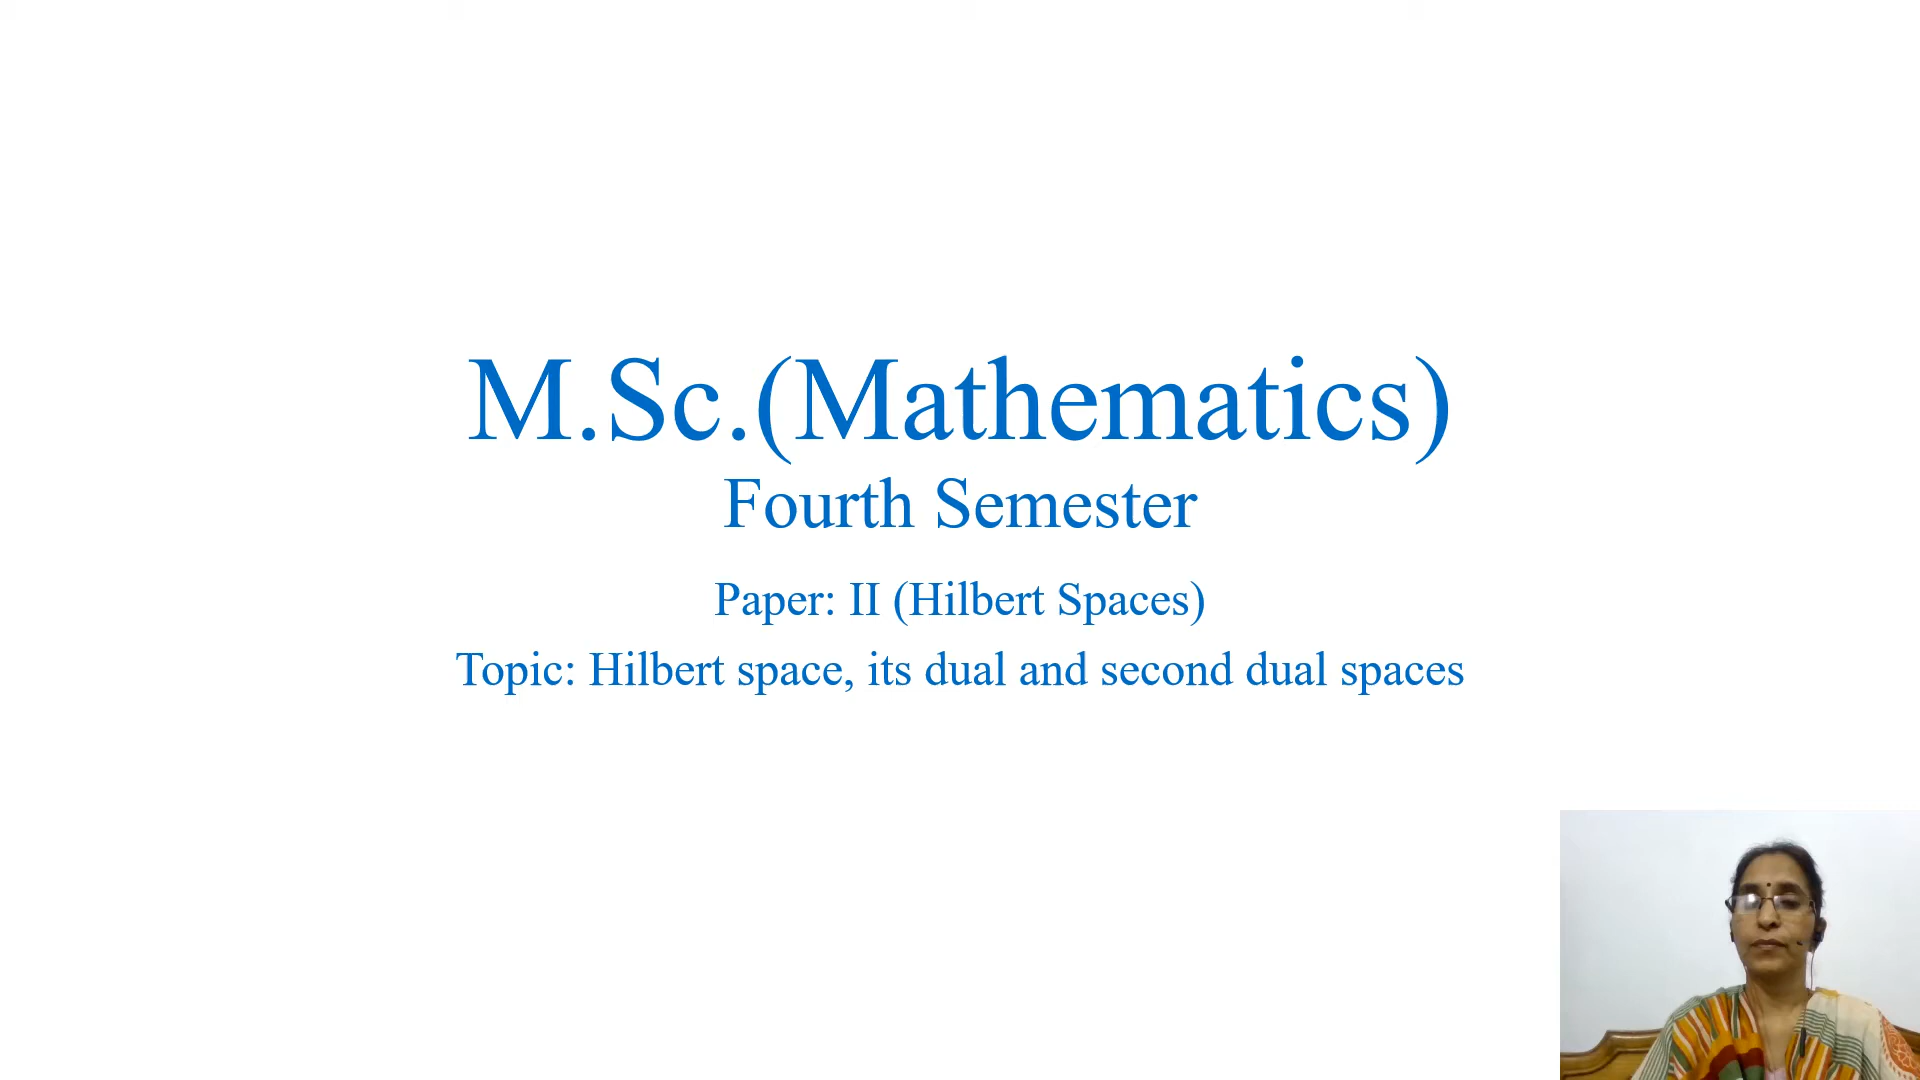 M.Sc.(Mathematics)
Fourth Semester
Paper: II (Hilbert Spaces)
Topic: Hilbert space, its dual and second dual spaces